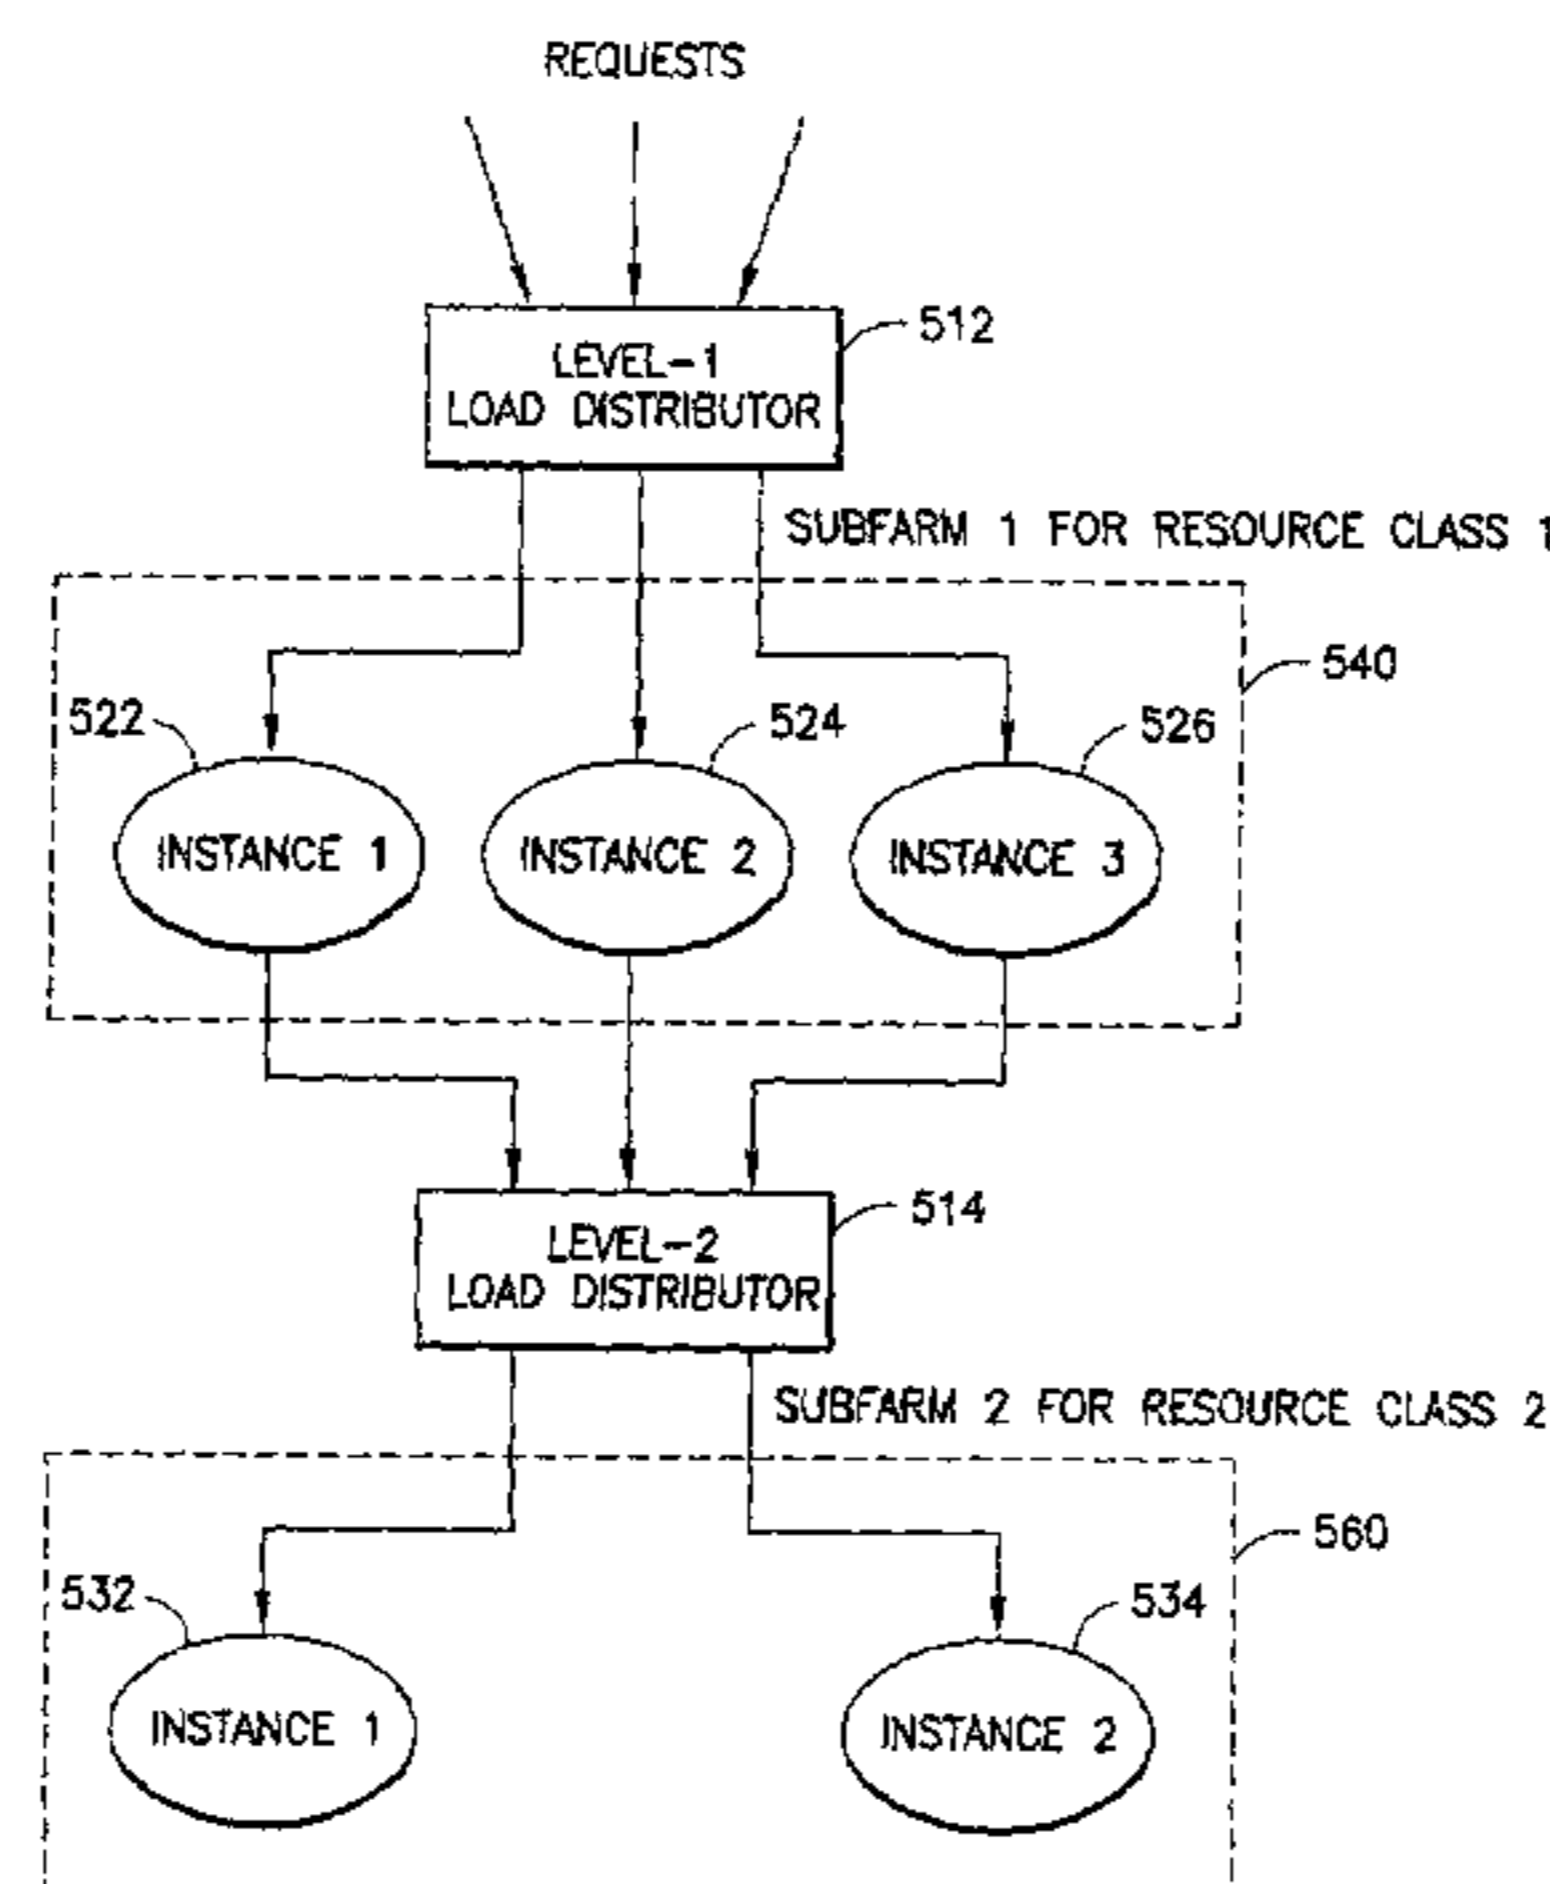 REQUESTS
512
LEVEL-1
LOAD DISTRIBUTOR
SUBFARM 1 FOR RESOURCE CLASS 1
540
522
524
526
INSTANCE 1
INSTANCE 2
INSTANCE 3
514
LEVEL-2
LOAD DISTRIBUTOR
SUBFARM 2 FOR RESOURCE CLASS 2
560
532
534
INSTANCE 1
INSTANCE 2